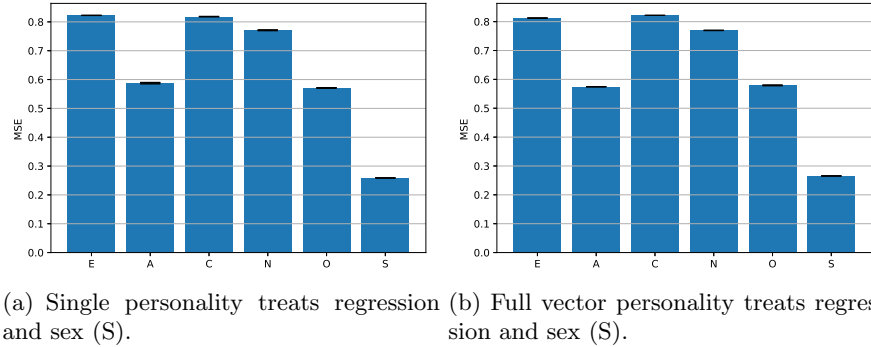 0.8
0.7
0.6
0.5
0.4
0.3
0.2
0.1
0.0
MSE
E A C N O S
0.8
0.7
0.6
0.5
0.4
0.3
0.2
0.1
0.0
MSE
E A C N O S
(a) Single personality treats regression
and sex (S).
(b) Full vector personality treats regres
sion and sex (S).